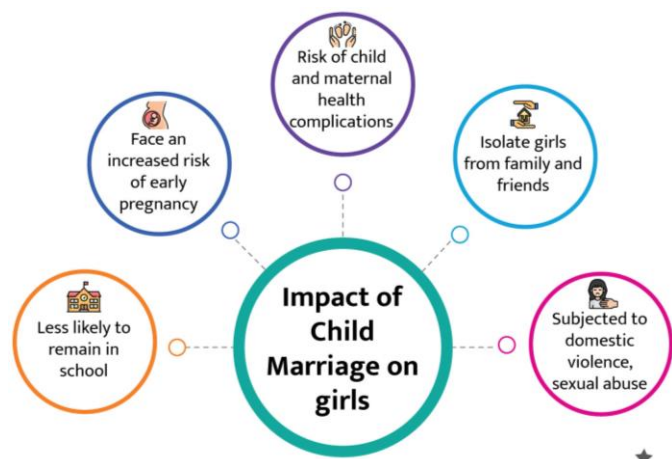 Risk of child
and maternal
health
complications
Face an
increased risk
of early
pregnancy
Isolate girls
from family and
friends
Less likely to
remain in
school
Impact of
Child
Marriage on
girls
Subjected to
domestic
violence,
sexual abuse